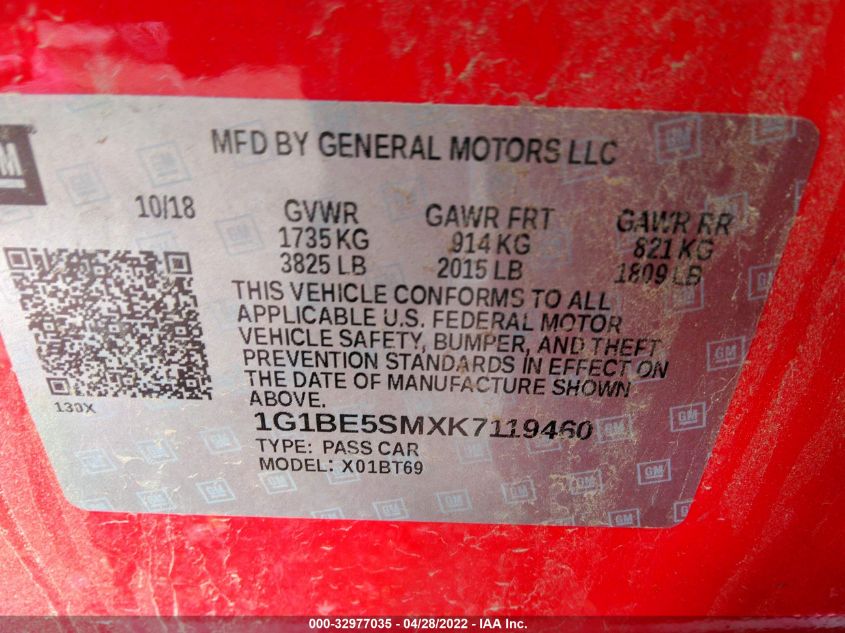 GM
MFD BY GENERAL MOTORS LLC
10/18 GVWR GAWR FRT GAWR RR
1735 KG 914 KG 821 KG
3825 LB 2015 LB 1809 LB
THIS VEHICLE CONFORMS TO ALL
APPLICABLE U.S. FEDERAL MOTOR
VEHICLE SAFETY, BUMPER, AND THEFT
PREVENTION STANDARDS IN EFFECT ON
THE DATE OF MANUFACTURE SHOWN
ABOVE.
130X
1G1BE5SMXK7119460
TYPE: PASS CAR
MODEL: X01BT69
000-32977035 - 04/28/2022 - IAA Inc.